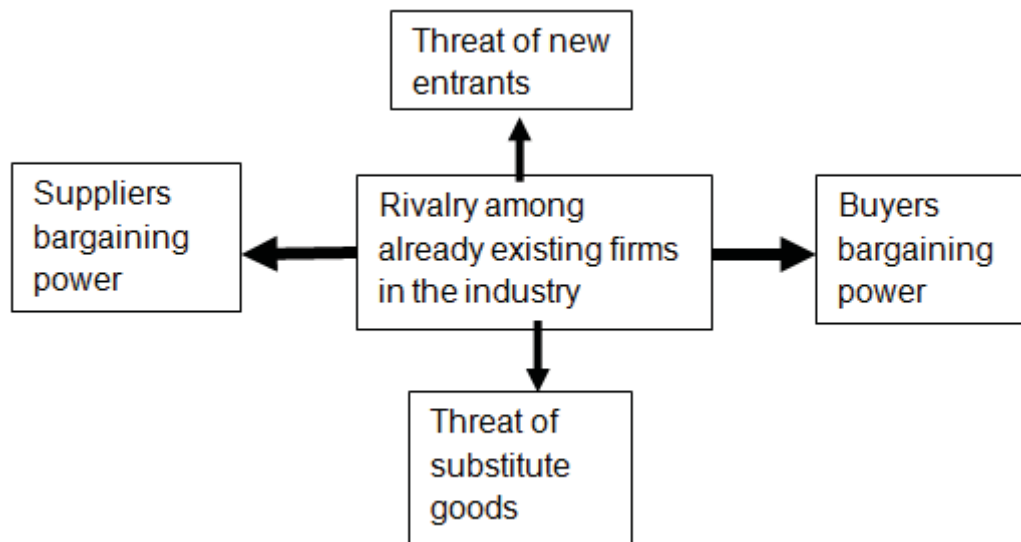 Threat of new
entrants
Suppliers
bargaining
power
Rivalry among
already existing firms
in the industry
Buyers
bargaining
power
Threat of
substitute
goods